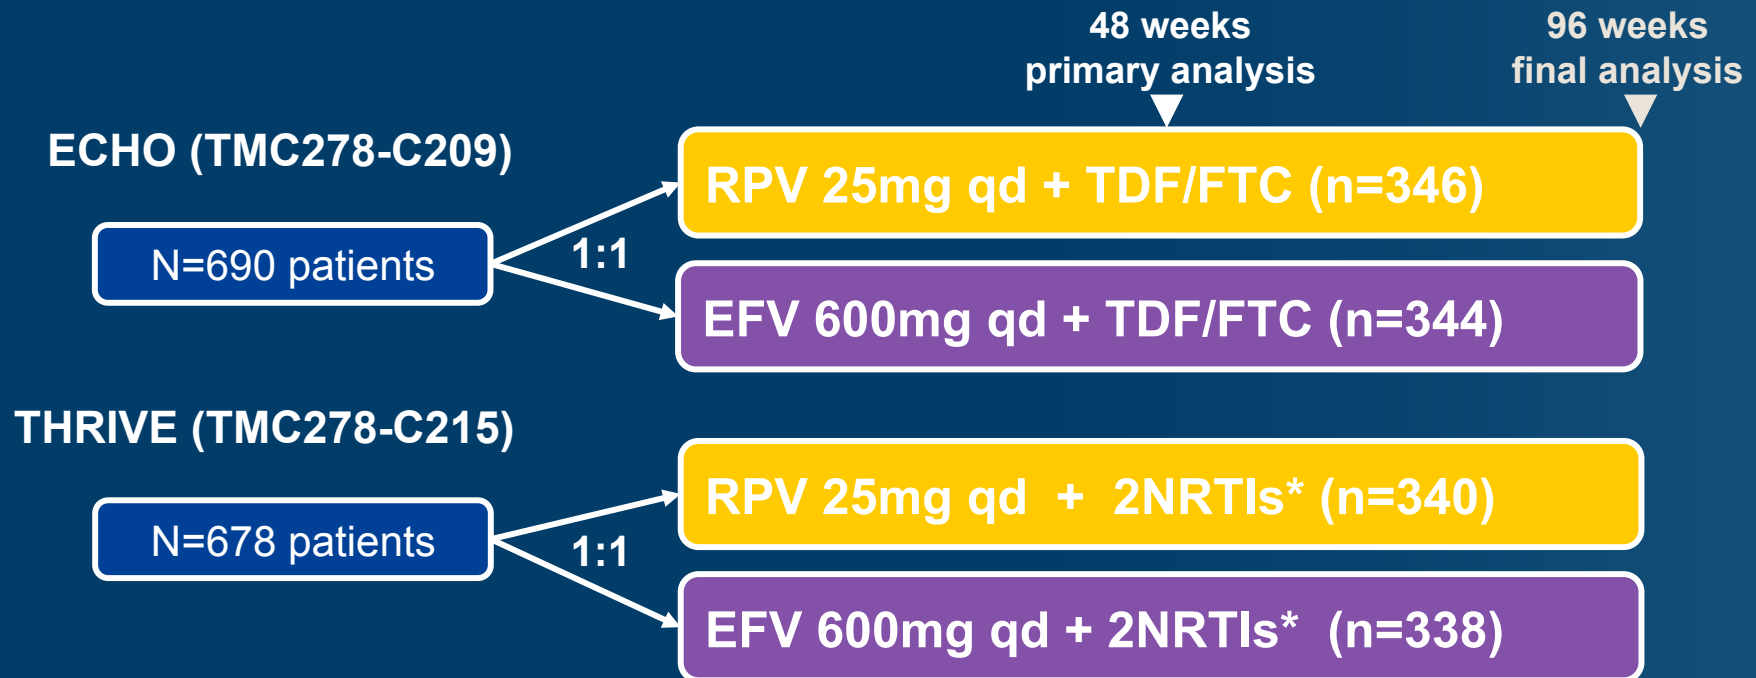 48 weeks
primary analysis
96 weeks
final analysis
ECHO (TMC278-C209)
N=690 patients
1:1
RPV 25mg qd + TDF/FTC (n=346)
EFV 600mg qd + TDF/FTC (n=344)
THRIVE (TMC278-C215)
N=678 patients
1:1
RPV 25mg qd + 2NRTIs* (n=340)
EFV 600mg qd + 2NRTIs* (n=338)